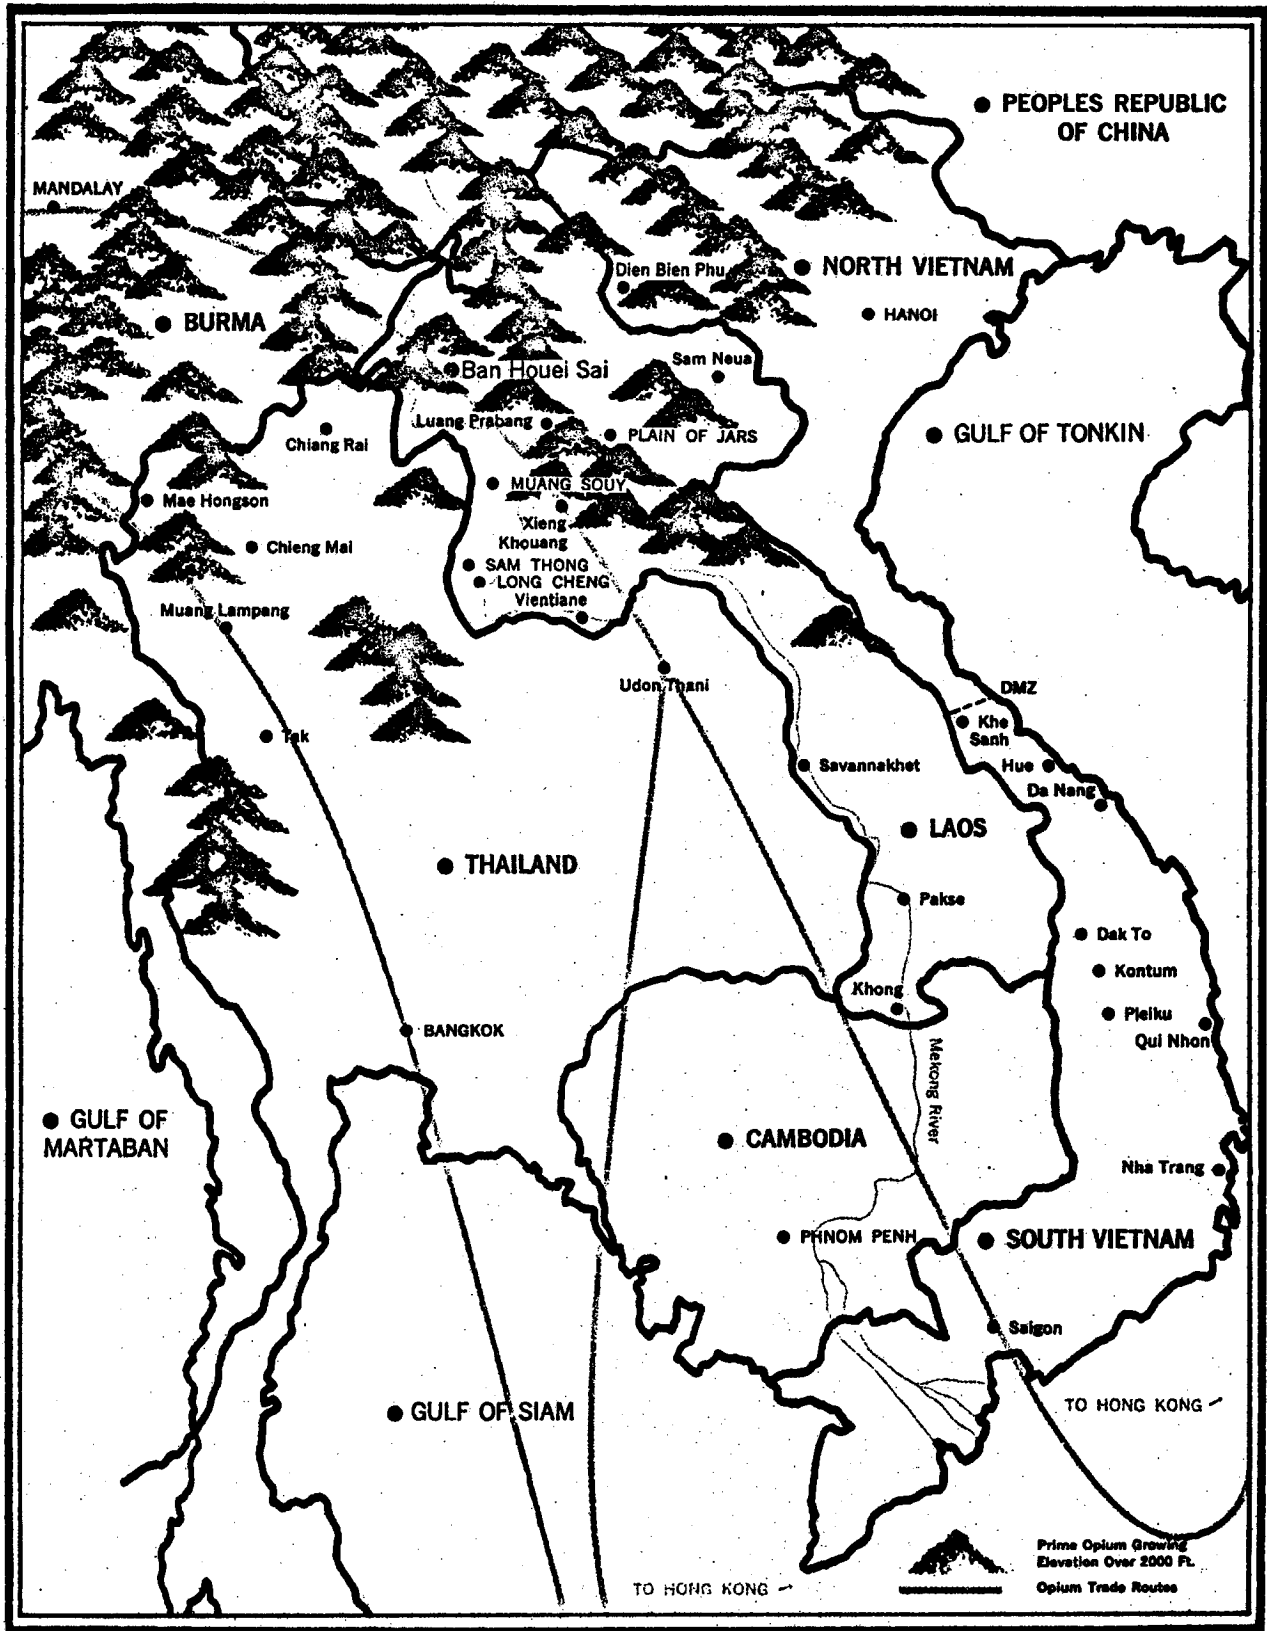 PEOPLES REPUBLIC
OF CHINA
MANDALAY
NORTH VIETNAM
Dien Bien Phu
HANOI
BURMA
Sam Neua
Ban Houei Sai
Luang Prabang
PLAIN OF JARS
GULF OF TONKIN
Chiang Rai
MUANG SOUY
Mae Hongson
Xieng
Khouang
Chieng Mai
SAM THONG
LONG CHENG
Vientiane
Muang Lampang
Udon Thani
DMZ
Khe
Sanh
Tak
Savannakhet
Hue
Da Nang
LAOS
THAILAND
Pakse
Dak To
Kontum
Khong
Pleiku
BANGKOK
Qui Nhon
Mekong River
GULF OF
MARTABAN
CAMBODIA
Nha Trang
PHNOM PENH
SOUTH VIETNAM
Saigon
GULF OF SIAM
TO HONG KONG
Prime Opium Growing
Elevation Over 2000 Ft.
TO HONG KONG
Opium Trade Routes